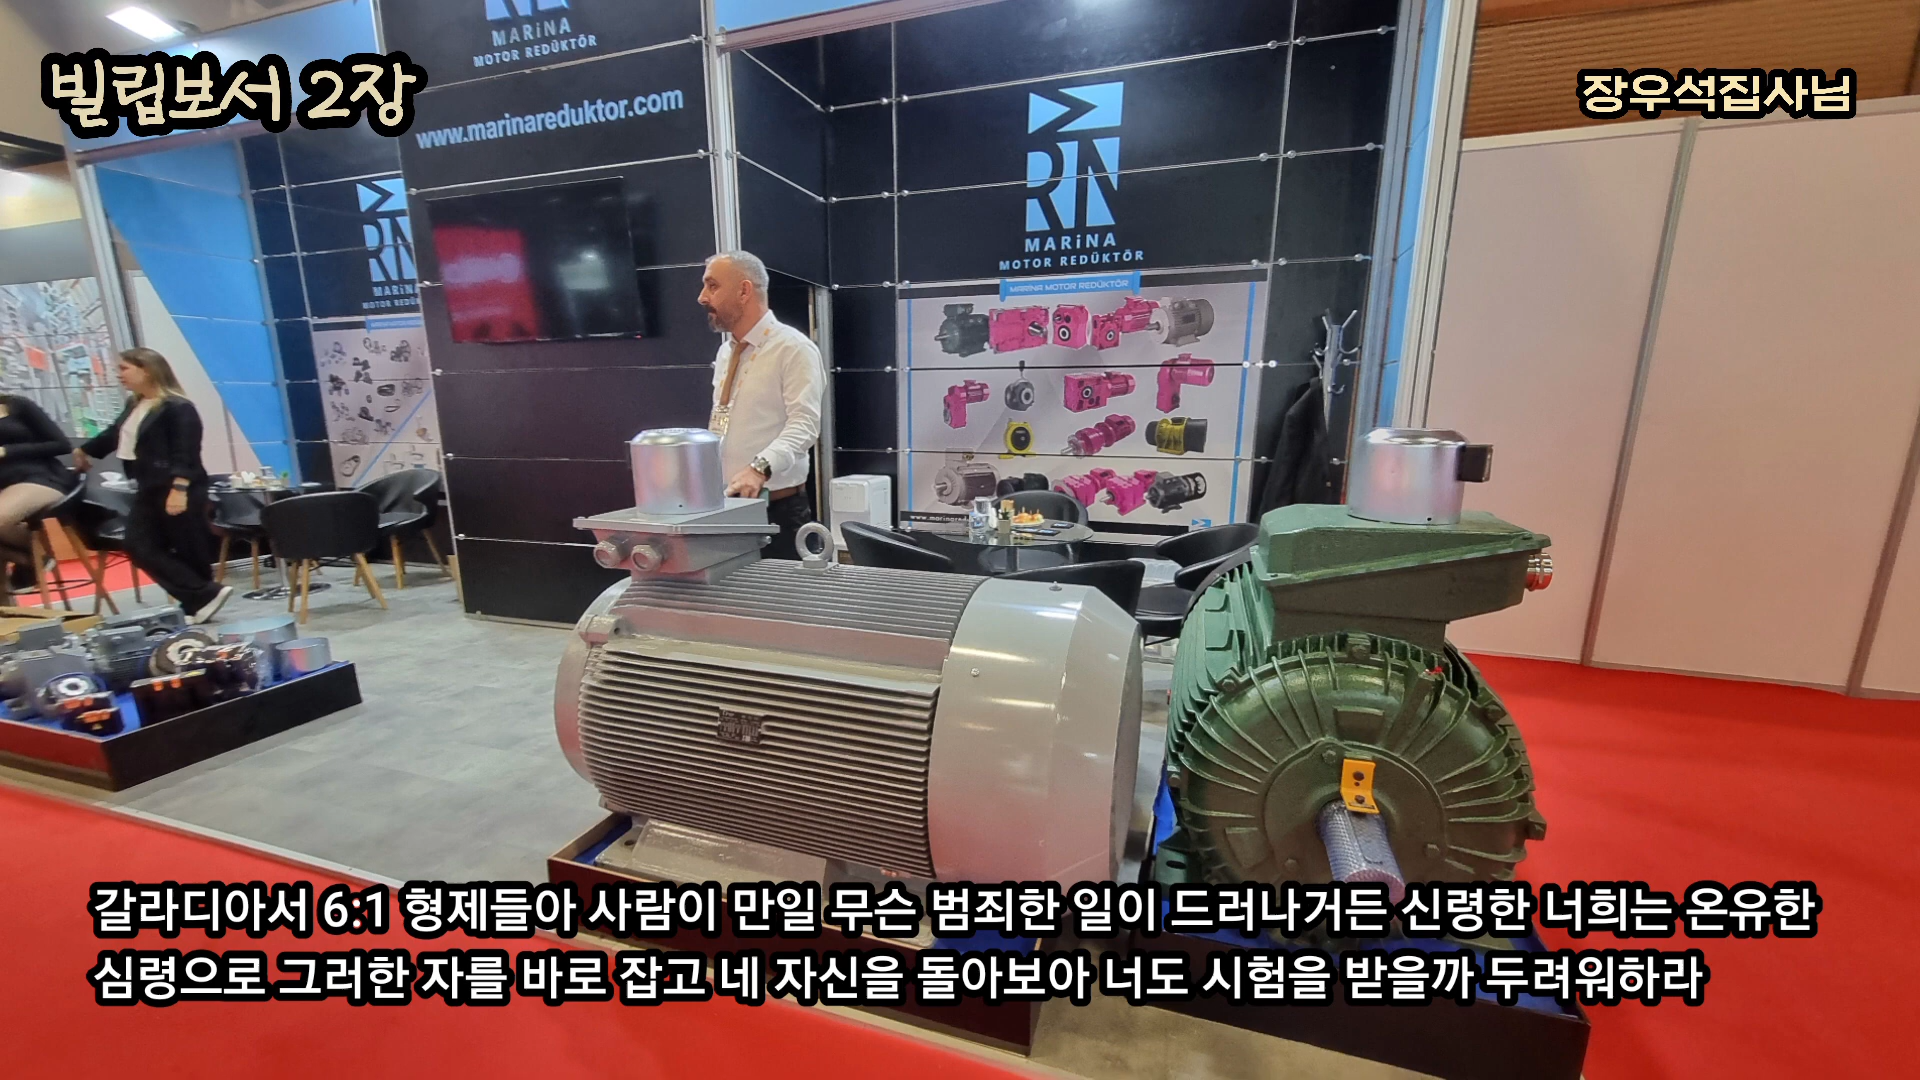 빌립보서 2장
장우석집사님
MARiNA
MOTOR REDÜKTÖR
www.marinareduktor.com
MARiNA
MOTOR REDÜKTÖR
MARiNA
MOTOR REDÜKTÖR
MARINA MOTOR REDÜKTÖR
갈라디아서 6:1 형제들아 사람이 만일 무슨 범죄한 일이 드러나거든 신령한 너희는 온유한
심령으로 그러한 자를 바로 잡고 네 자신을 돌아보아 너도 시험을 받을까 두려워하라